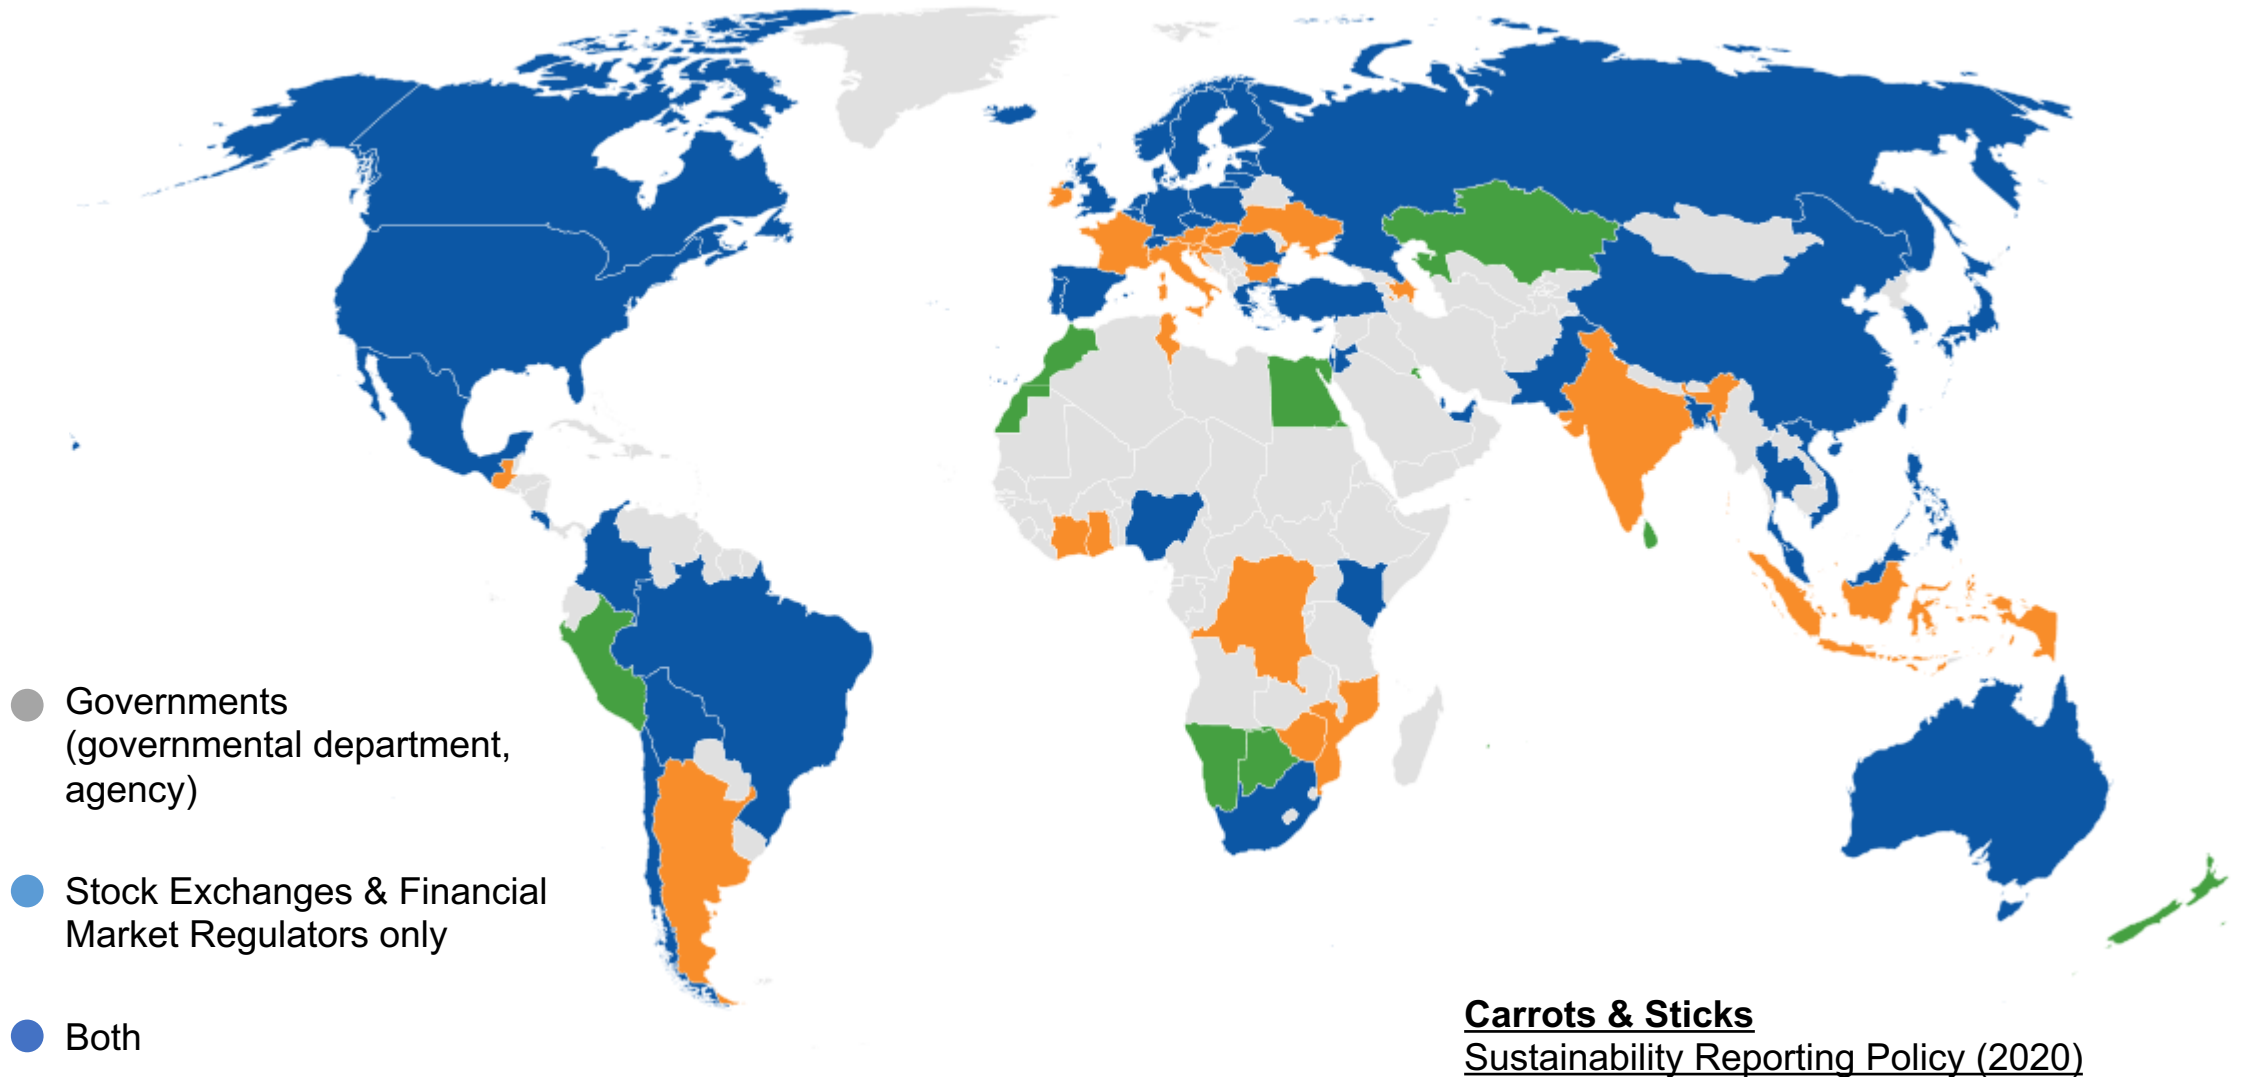 Governments
(governmental department,
agency)
Stock Exchanges & Financial
Market Regulators only
Both
Carrots & Sticks
Sustainability Reporting Policy (2020)